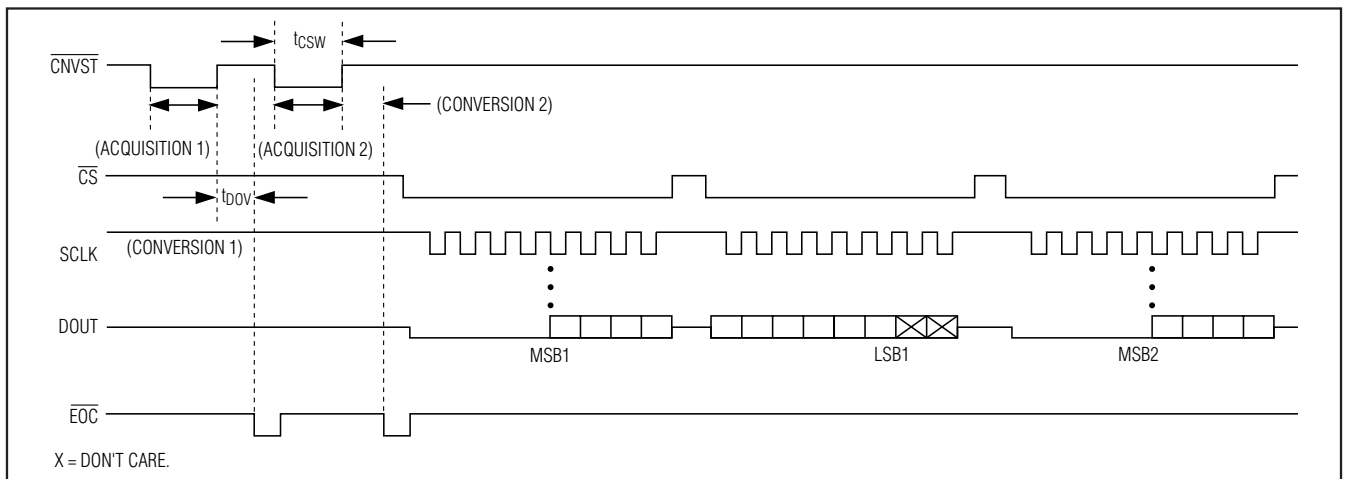 tCSW
CNVST
(CONVERSION 2)
(ACQUISITION 1)
(ACQUISITION 2)
CS
tDOV
(CONVERSION 1)
SCLK
DOUT
MSB1
LSB1
MSB2
EOC
X = DON'T CARE.